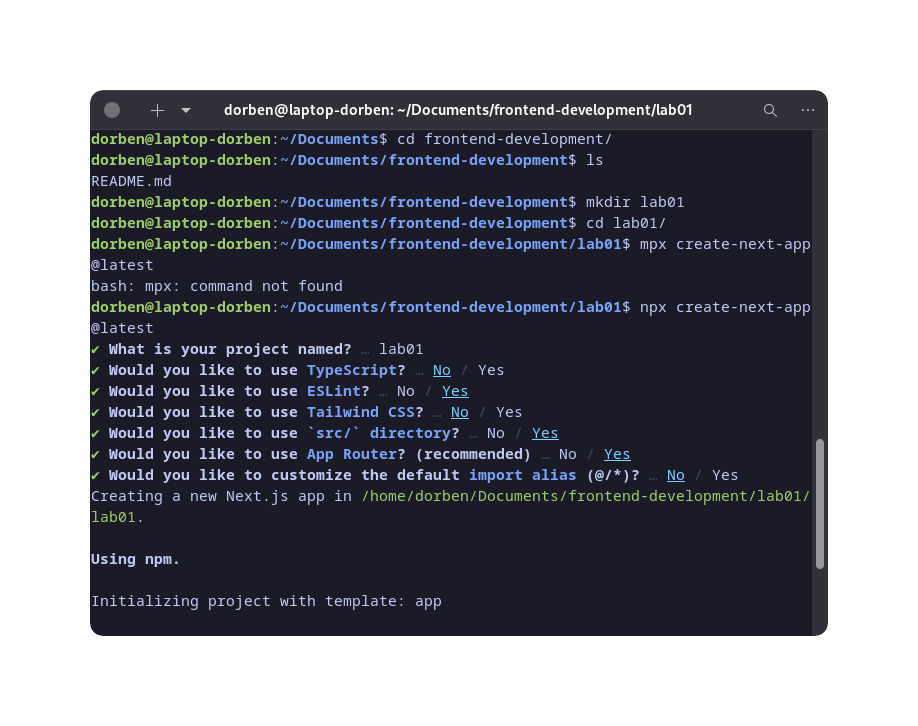 dorben@laptop-dorben: ~/Documents/frontend-development/lab01
dorben@laptop-dorben:~/Documents$ cd frontend-development/
dorben@laptop-dorben:~/Documents/frontend-development$ ls
README.md
dorben@laptop-dorben:~/Documents/frontend-development$ mkdir lab01
dorben@laptop-dorben:~/Documents/frontend-development$ cd lab01/
dorben@laptop-dorben:~/Documents/frontend-development/lab01$ mpx create-next-app
@latest
bash: mpx: command not found
dorben@laptop-dorben:~/Documents/frontend-development/lab01$ npx create-next-app
@latest
✔ What is your project named? … lab01
✔ Would you like to use TypeScript? … No / Yes
✔ Would you like to use ESLint? … No / Yes
✔ Would you like to use Tailwind CSS? … No / Yes
✔ Would you like to use `src/` directory? … No / Yes
✔ Would you like to use App Router? (recommended) … No / Yes
✔ Would you like to customize the default import alias (@/*)? … No / Yes
Creating a new Next.js app in /home/dorben/Documents/frontend-development/lab01/
lab01.
Using npm.
Initializing project with template: app